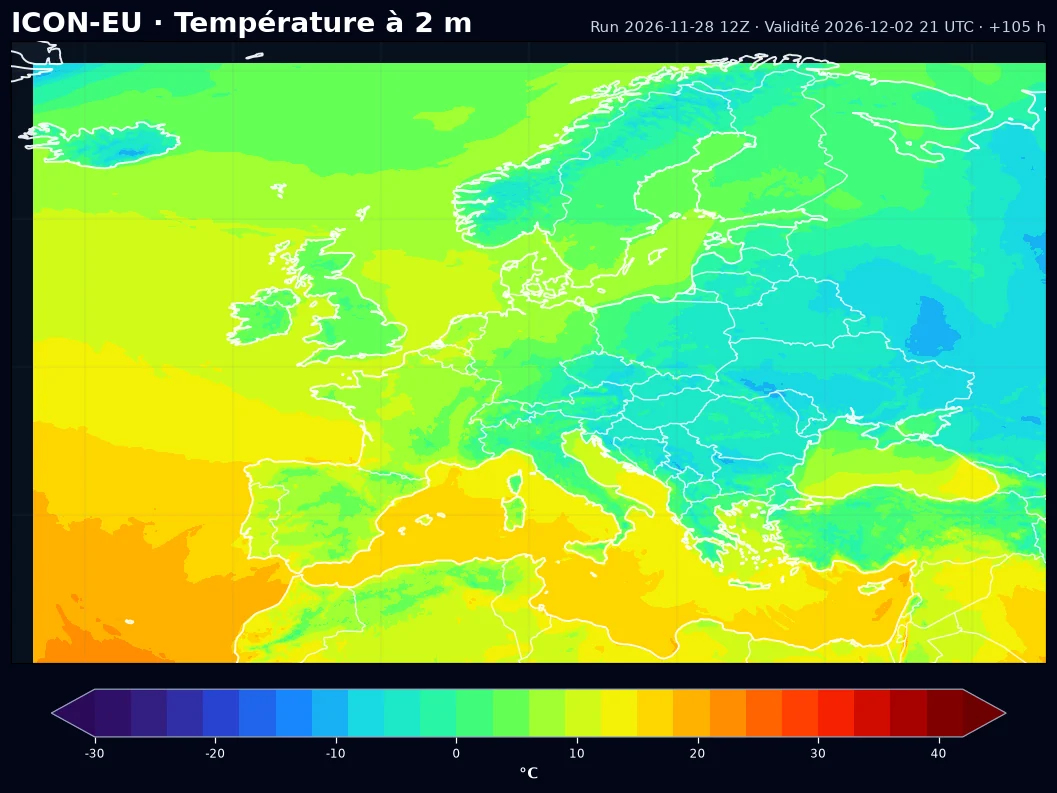 ICON-EU · Température à 2 m
Run 2026-11-28 12Z · Validité 2026-12-02 21 UTC · +105 h
-30 -20 -10 0 10 20 30 40
°C